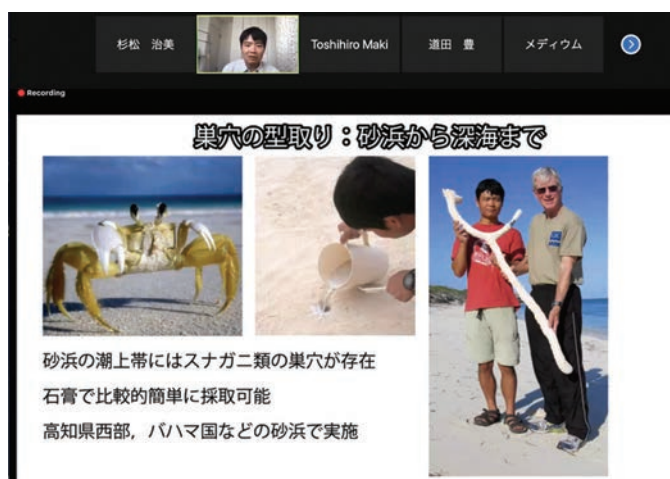 杉松 治美
Toshihiro Maki
道田 豊
メディウム
Recording
巣穴の型取り：砂浜から深海まで
砂浜の潮上帯にはスナガニ類の巣穴が存在
石膏で比較的簡単に採取可能
高知県西部，バハマ国などの砂浜で実施